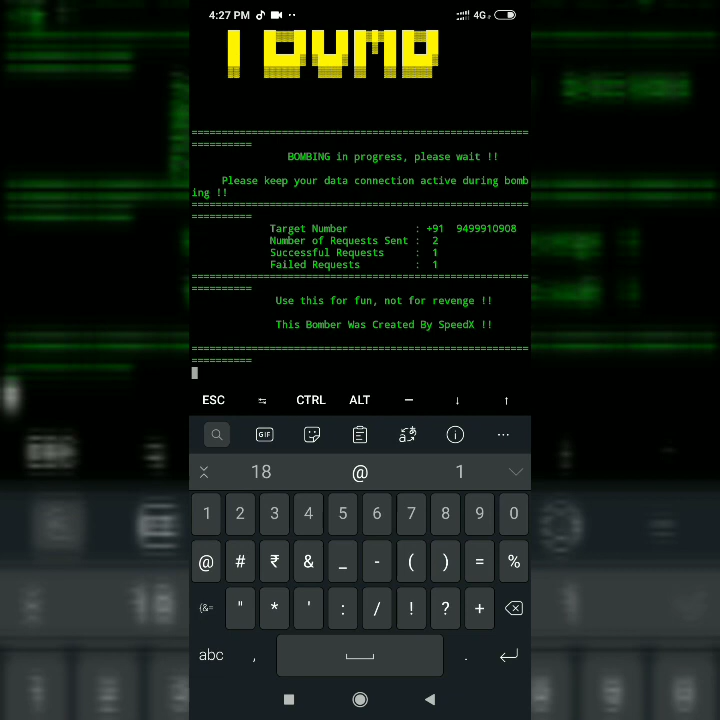 4:27 PM 4G
================================================================
==========
BOMBING in progress, please wait !!
Please keep your data connection active during bomb
ing !!
================================================================
==========
Target Number : +91 9499910908
Number of Requests Sent : 2
Successful Requests : 1
Failed Requests : 1
================================================================
==========
Use this for fun, not for revenge !!
This Bomber Was Created By SpeedX !!
================================================================
==========
ESC CTRL ALT – ↓ ↑
GIF
18 @ 1
1 2 3 4 5 6 7 8 9 0
@ # ₹ & _ - ( ) = %
{&= " * ' : / ! ? +
abc , .